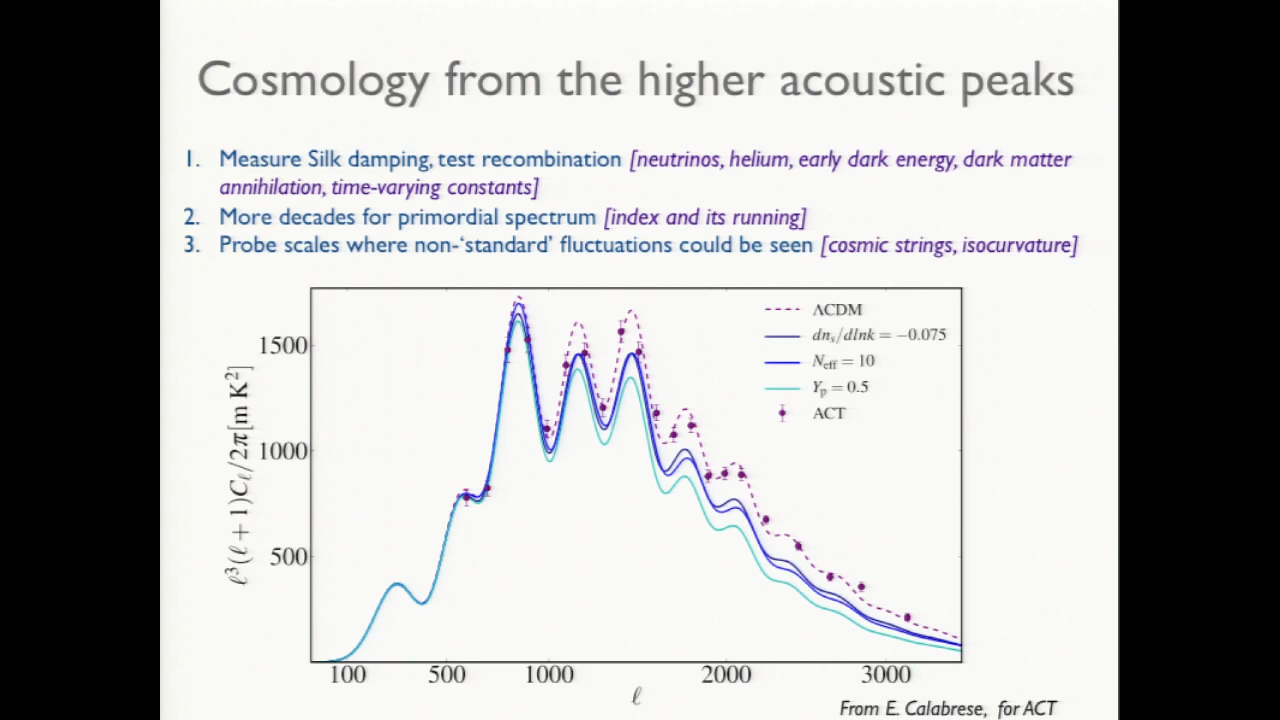 Cosmology from the higher acoustic peaks
1. Measure Silk damping, test recombination [neutrinos, helium, early dark energy, dark matter
annihilation, time-varying constants]
2. More decades for primordial spectrum [index and its running]
3. Probe scales where non-‘standard’ fluctuations could be seen [cosmic strings, isocurvature]
ΛCDM
dn_s/dlnk = −0.075
N_eff = 10
Y_p = 0.5
ACT
ℓ³(ℓ+1)C_ℓ/2π[mK²]
1500
1000
500
100 500 1000 2000 3000
ℓ
From E. Calabrese, for ACT